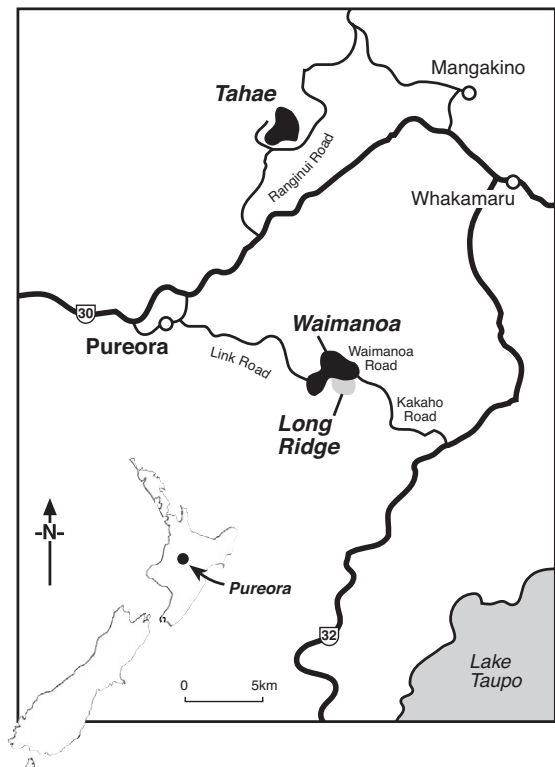 Mangakino
Tahae
Ranginui Road
Whakamaru
30
Pureora
Link Road
Waimanoa
Waimanoa
Road
Long
Ridge
Kakaho
Road
-N-
Pureora
32
0 5km
Lake
Taupo